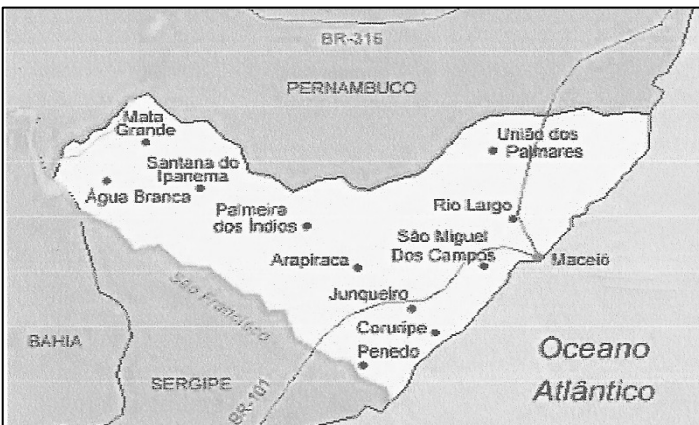 BR-316
PERNAMBUCO
Mata
Grande
União dos
Palmares
Santana do
Ipanema
Água Branca
Palmeira
dos Índios
Rio Largo
São Miguel
Dos Campos
Arapiraca
Maceió
São Francisco
Junqueiro
Coruripe
Penedo
BAHIA
SERGIPE
BR-101
Oceano
Atlântico